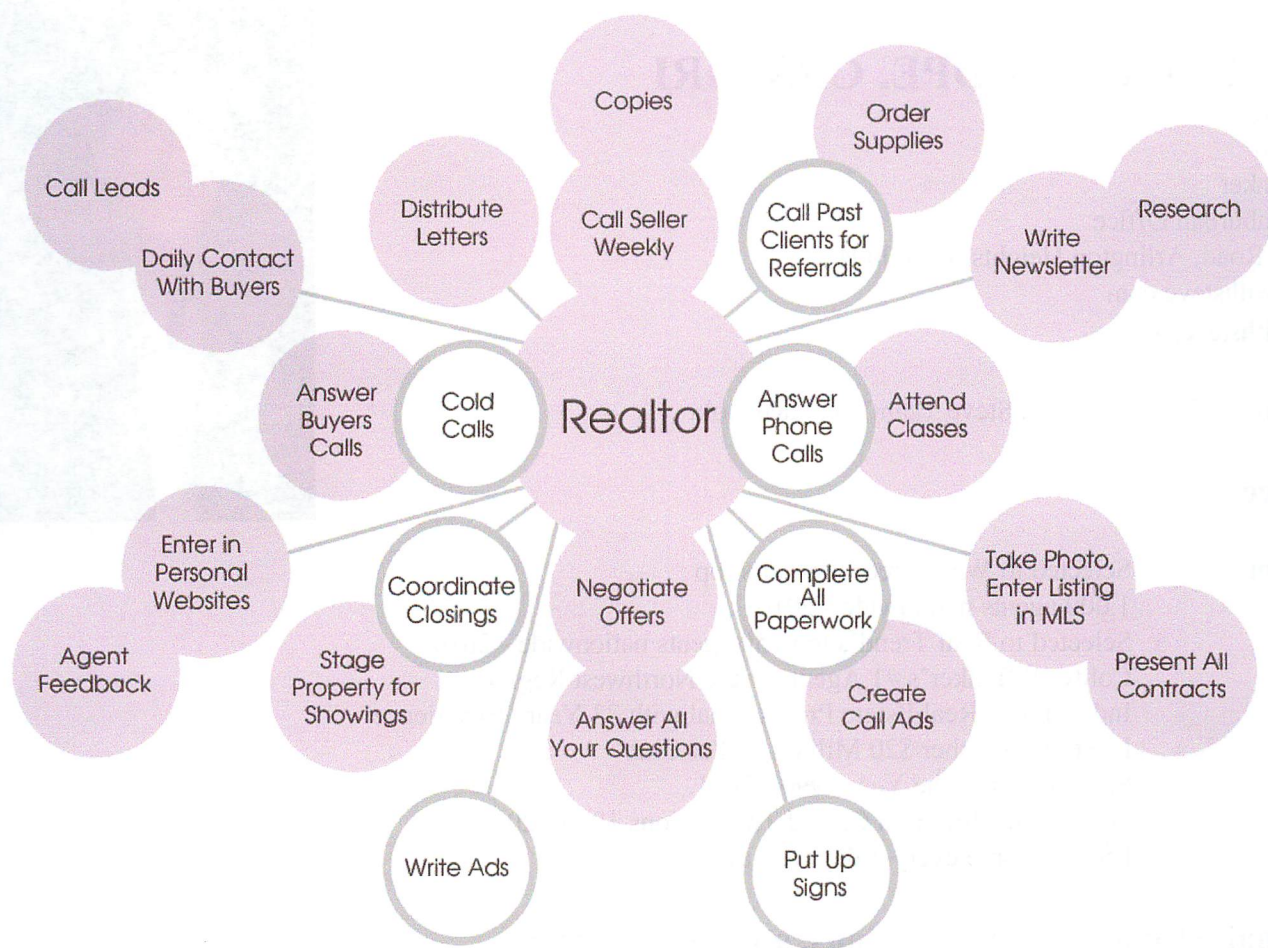 Copies
Order
Supplies
Call Leads
Distribute
Letters
Call Seller
Weekly
Call Past
Clients for
Referrals
Research
Daily Contact
With Buyers
Write
Newsletter
Answer
Buyers
Calls
Cold
Calls
Realtor
Answer
Phone
Calls
Attend
Classes
Enter in
Personal
Websites
Coordinate
Closings
Negotiate
Offers
Complete
All
Paperwork
Take Photo,
Enter Listing
in MLS
Agent
Feedback
Stage
Property for
Showings
Answer All
Your Questions
Create
Call Ads
Present All
Contracts
Write Ads
Put Up
Signs